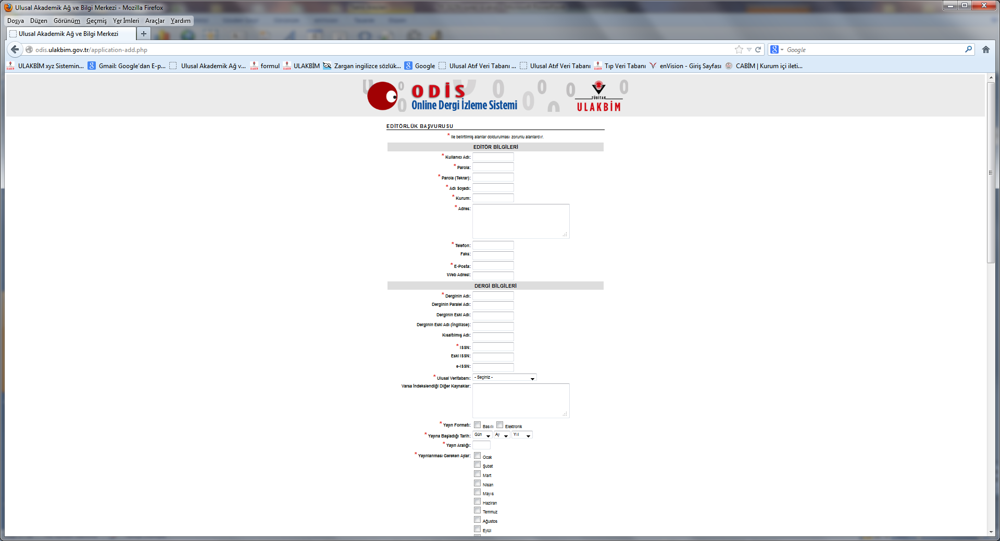 Ulusal Akademik Ağ ve Bilgi Merkezi - Mozilla Firefox
Dosya Düzen Görünüm Geçmiş Yer İmleri Araçlar Yardım
Ulusal Akademik Ağ ve Bilgi Merkezi
odis.ulakbim.gov.tr/application-add.php
Google
ULAKBİM xyz Sistemin... Gmail: Google'dan E-p... Ulusal Akademik Ağ v... formul ULAKBİM Zargan ingilizce sözlük... Google Ulusal Atıf Veri Tabanı ... Ulusal Atıf Veri Tabanı Tıp Veri Tabanı enVision - Giriş Sayfası CABİM | Kurum içi ileti...
ODİS
Online Dergi İzleme Sistemi
TÜBİTAK
ULAKBİM
EDİTÖRLÜK BAŞVURUSU
* ile belirtilmiş alanlar doldurulması zorunlu alanlardır.
EDİTÖR BİLGİLERİ
* Kullanıcı Adı:
* Parola:
* Parola (Tekrar):
* Adı Soyadı:
* Kurum:
* Adres:
* Telefon:
Faks:
* E-Posta:
Web Adresi:
DERGİ BİLGİLERİ
* Derginin Adı:
Derginin Paralel Adı:
Derginin Eski Adı:
Derginin Eski Adı (İngilizce):
Kısaltılmış Adı:
* ISSN:
Eski ISSN:
e-ISSN:
* Ulusal Veritabanı: - Seçiniz -
Varsa İndekslendiği Diğer Kaynaklar:
* Yayın Formatı: Basılı Elektronik
* Yayına Başladığı Tarih: Gün Ay Yıl
* Yayın Aralığı:
* Yayınlanması Gereken Aylar: Ocak
Şubat
Mart
Nisan
Mayıs
Haziran
Temmuz
Ağustos
Eylül